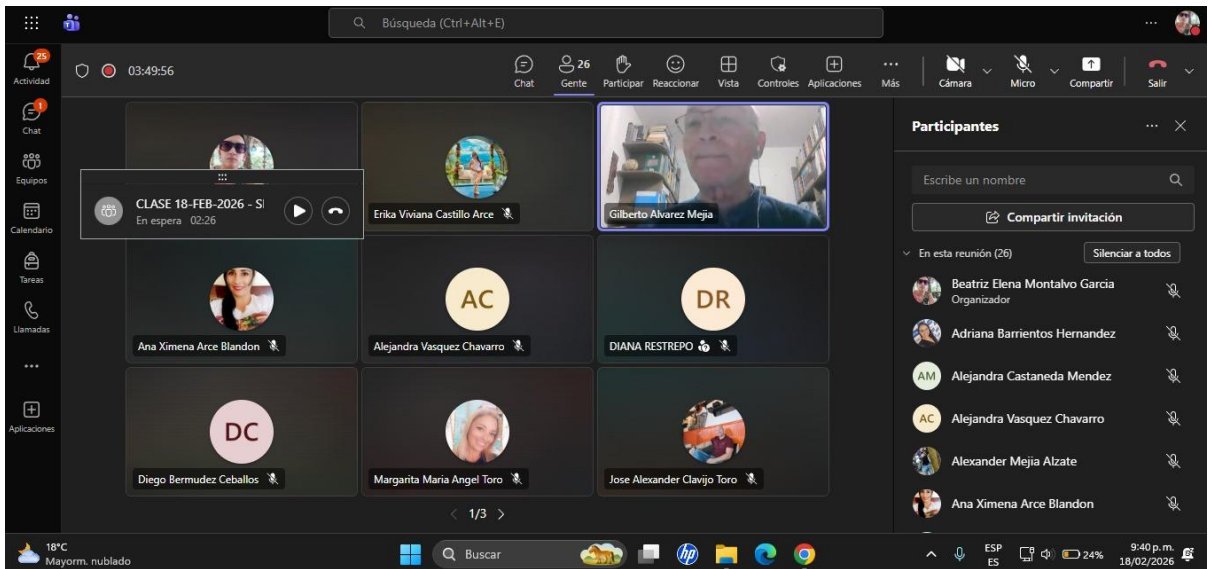 Búsqueda (Ctrl+Alt+E)
25
Actividad
1
Chat
Equipos
Calendario
Tareas
Llamadas
Aplicaciones
03:49:56
Chat
26
Gente
Participar
Reaccionar
Vista
Controles
Aplicaciones
Más
Cámara
Micro
Compartir
Salir
CLASE 18-FEB-2026 - SI
En espera 02:26
Erika Viviana Castillo Arce
Gilberto Alvarez Mejia
Ana Ximena Arce Blandon
AC
Alejandra Vasquez Chavarro
DR
DIANA RESTREPO
DC
Diego Bermudez Ceballos
Margarita Maria Angel Toro
Jose Alexander Clavijo Toro
1/3
Participantes
Escribe un nombre
Compartir invitación
En esta reunión (26)
Silenciar a todos
Beatriz Elena Montalvo Garcia
Organizador
Adriana Barrientos Hernandez
AM
Alejandra Castaneda Mendez
AC
Alejandra Vasquez Chavarro
Alexander Mejia Alzate
Ana Ximena Arce Blandon
18°C
Mayorm. nublado
Buscar
hp
ESP
ES
24%
9:40 p.m.
18/02/2026